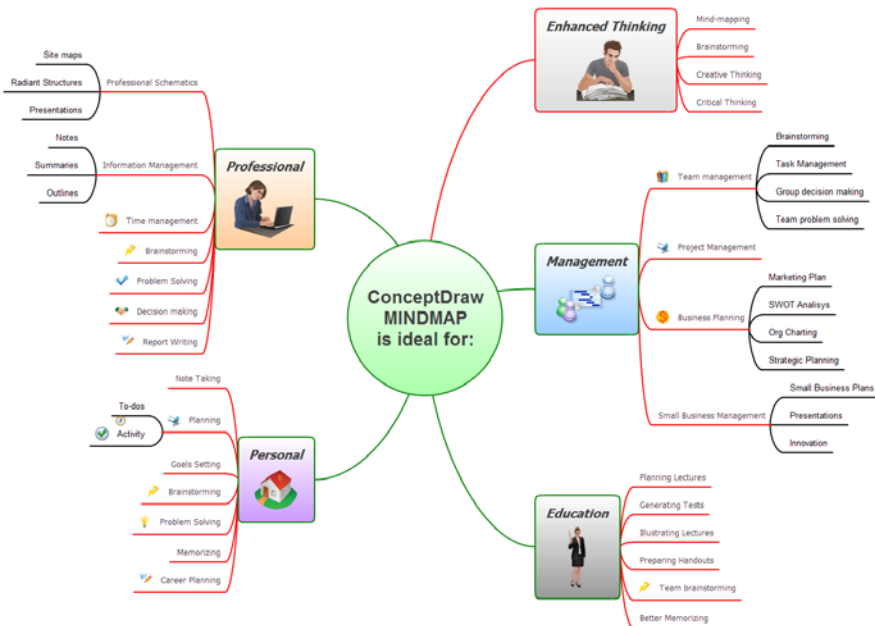 ConceptDraw
MINDMAP
is ideal for:
Enhanced Thinking
Mind-mapping
Brainstorming
Creative Thinking
Critical Thinking
Management
Team management
Brainstorming
Task Management
Group decision making
Team problem solving
Project Management
Business Planning
Marketing Plan
SWOT Analisys
Org Charting
Strategic Planning
Small Business Management
Small Business Plans
Presentations
Innovation
Education
Planning Lectures
Generating Tests
Illustrating Lectures
Preparing Handouts
Team brainstorming
Better Memorizing
Professional
Professional Schematics
Site maps
Radiant Structures
Presentations
Information Management
Notes
Summaries
Outlines
Time management
Brainstorming
Problem Solving
Decision making
Report Writing
Personal
Note Taking
Planning
To-dos
Activity
Goals Setting
Brainstorming
Problem Solving
Memorizing
Career Planning